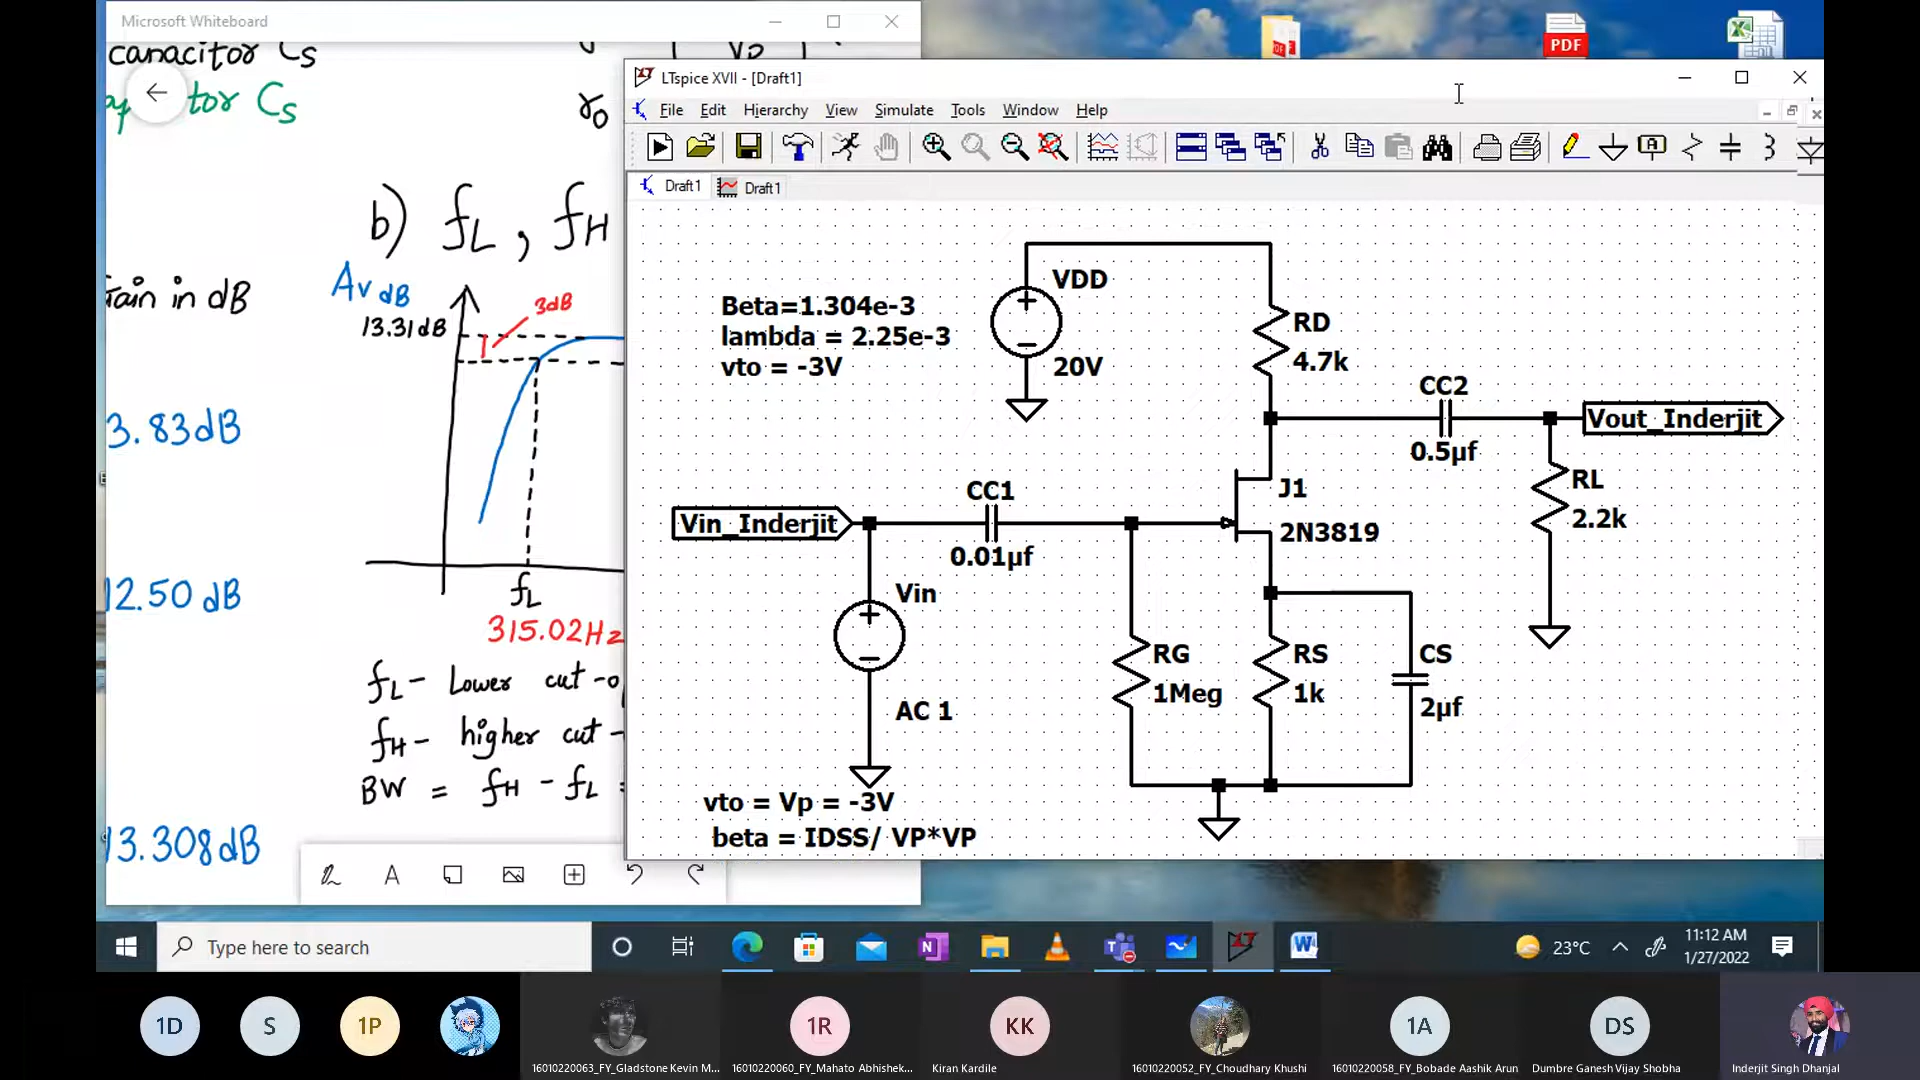 Microsoft Whiteboard
capacitor Cs
tor Cs
VP
ro
b) fL, fH
Av dB
13.31dB
3dB
Gain in dB
3.83dB
12.50 dB
13.308dB
fL
315.02Hz
fL - Lower cut -o
fH - higher cut -
BW = fH - fL =
LTspice XVII - [Draft1]
File Edit Hierarchy View Simulate Tools Window Help
Draft1 Draft1
Beta=1.304e-3
lambda = 2.25e-3
vto = -3V
VDD
20V
RD
4.7k
CC2
0.5µf
Vout_Inderjit
RL
2.2k
J1
2N3819
CC1
0.01µf
Vin_Inderjit
Vin
AC 1
RG
1Meg
RS
1k
CS
2µf
vto = Vp = -3V
beta = IDSS/ VP*VP
PDF
Type here to search
23°C
11:12 AM
1/27/2022
1D
S
1P
1R
KK
1A
DS
16010220063_FY_Gladstone Kevin M...
16010220060_FY_Mahato Abhishek...
Kiran Kardile
16010220052_FY_Choudhary Khushi
16010220058_FY_Bobade Aashik Arun
Dumbre Ganesh Vijay Shobha
Inderjit Singh Dhanjal